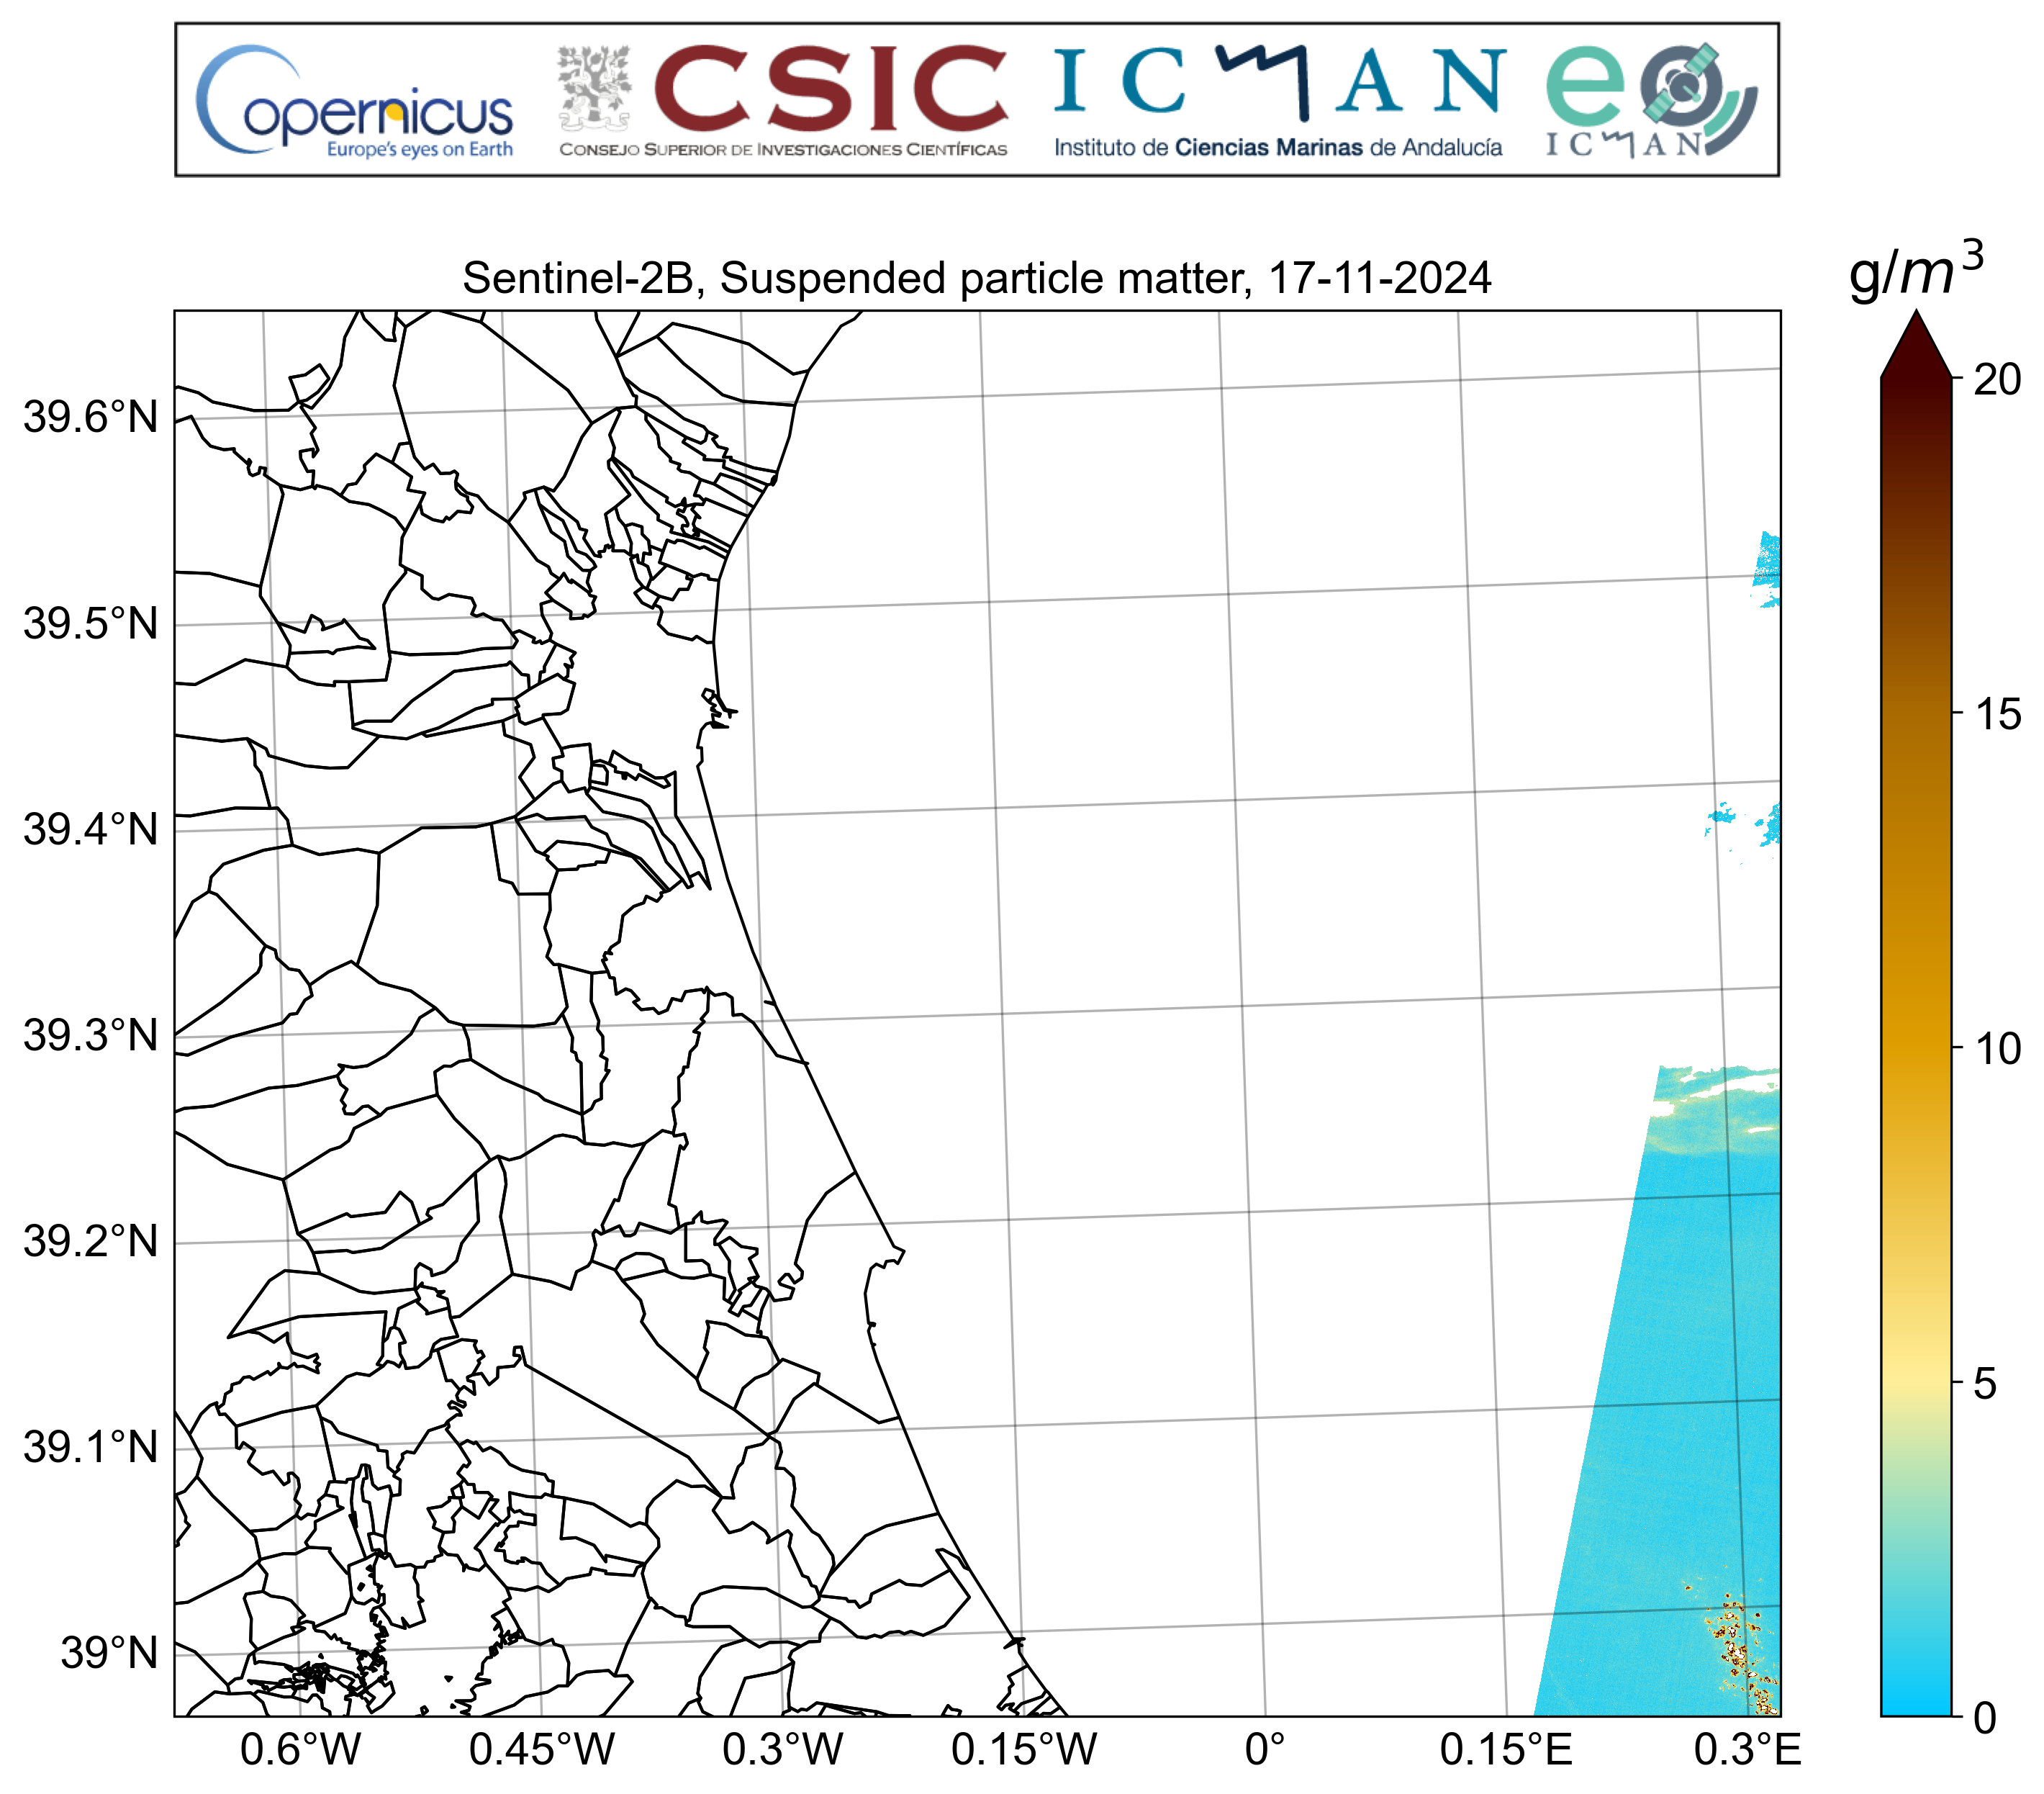 Copernicus
Europe's eyes on Earth
CSIC
CONSEJO SUPERIOR DE INVESTIGACIONES CIENTÍFICAS
ICMAN
Instituto de Ciencias Marinas de Andalucía
eo
ICMAN
Sentinel-2B, Suspended particle matter, 17-11-2024
g/m³
39.6°N
39.5°N
39.4°N
39.3°N
39.2°N
39.1°N
39°N
0.6°W
0.45°W
0.3°W
0.15°W
0°
0.15°E
0.3°E
20
15
10
5
0